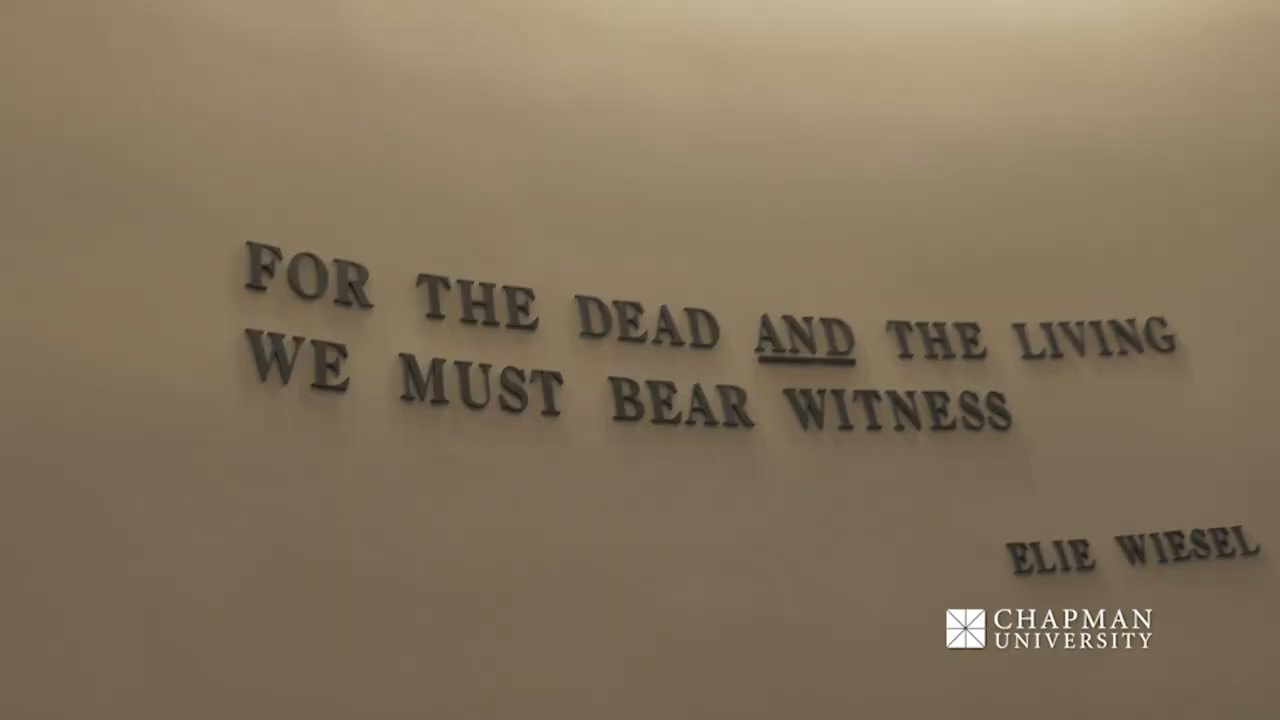 FOR THE DEAD AND THE LIVING
WE MUST BEAR WITNESS
ELIE WIESEL
CHAPMAN
UNIVERSITY